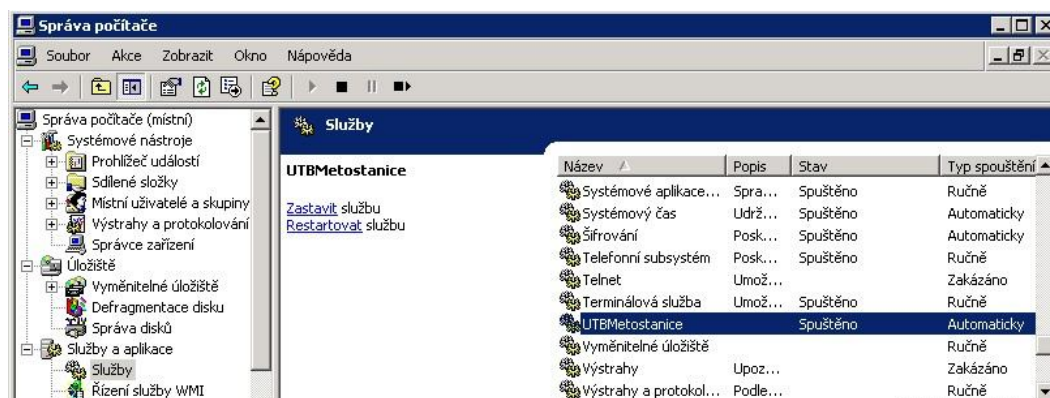 Správa počítače
Soubor Akce Zobrazit Okno Nápověda
Správa počítače (místní)
Systémové nástroje
Prohlížeč událostí
Sdílené složky
Místní uživatelé a skupiny
Výstrahy a protokolování
Správce zařízení
Úložiště
Vyměnitelné úložiště
Defragmentace disku
Správa disků
Služby a aplikace
Služby
Řízení služby WMI
Služby
UTBMetostanice
Zastavit službu
Restartovat službu
Název Popis Stav Typ spouštění
Systémové aplikace... Spra... Spuštěno Ručně
Systémový čas Udrž... Spuštěno Automaticky
Šifrování Posk... Spuštěno Automaticky
Telefonní subsystém Posk... Spuštěno Ručně
Telnet Umož... Zakázáno
Terminálová služba Umož... Spuštěno Ručně
UTBMetostanice Spuštěno Automaticky
Vyměnitelné úložiště Ručně
Výstrahy Upoz... Zakázáno
Výstrahy a protokol... Podle... Ručně